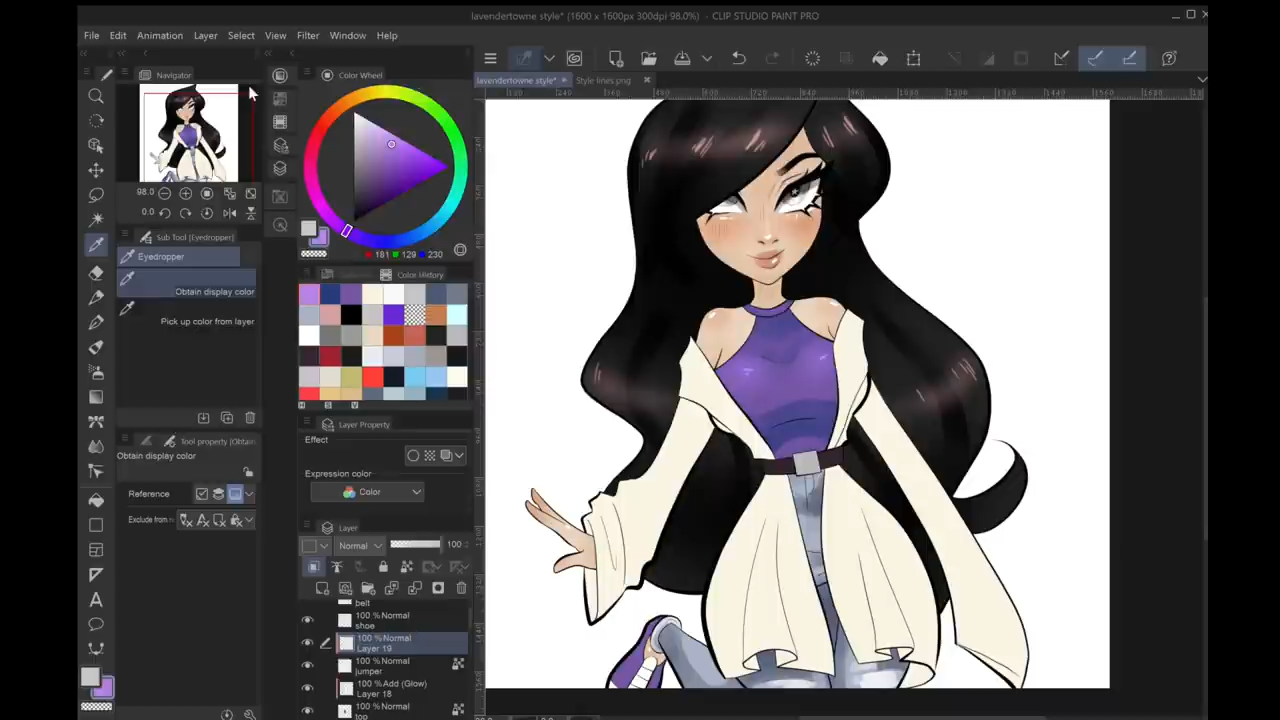 lavendertowne style* (1600 x 1600px 300dpi 98.0%) - CLIP STUDIO PAINT PRO
File Edit Animation Layer Select View Filter Window Help
Navigator
Color Wheel
lavendertowne style*
Style lines.png
98.0
0.0
Sub Tool (Eyedropper)
Eyedropper
Obtain display color
Pick up color from layer
181 129 230
Color History
Layer Property
Effect
Expression color
Color
Tool property (Obtain
Obtain display color
Reference
Exclude from r
Layer
Normal 100
belt
100 % Normal
shoe
100 % Normal
Layer 19
100 % Normal
jumper
100 % Add (Glow)
Layer 18
100 % Normal
top